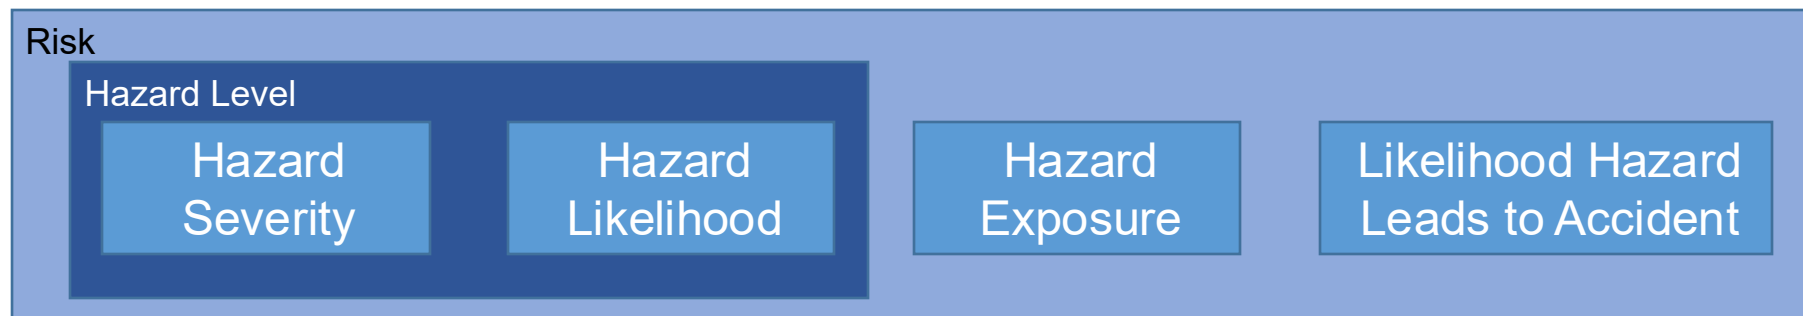 Risk
Hazard Level
Hazard
Severity
Hazard
Likelihood
Hazard
Exposure
Likelihood Hazard
Leads to Accident